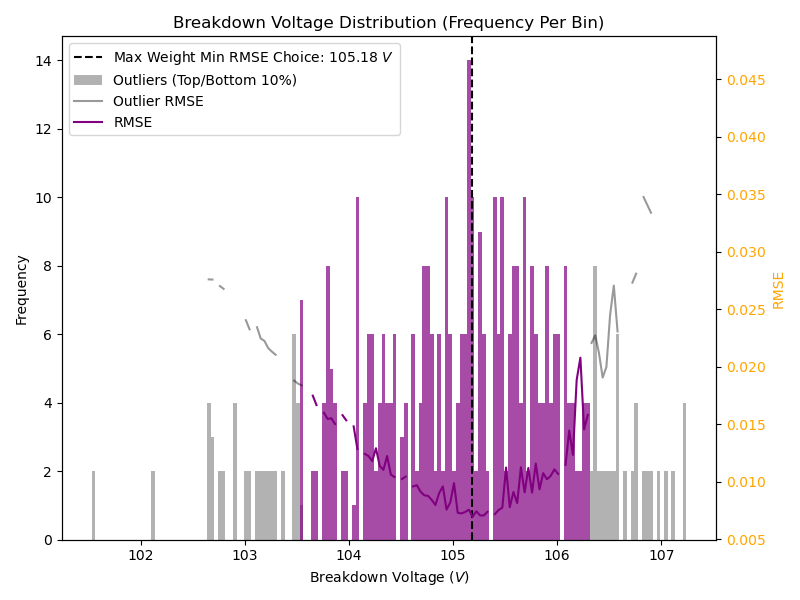 Breakdown Voltage Distribution (Frequency Per Bin)
Max Weight Min RMSE Choice: 105.18 V
Outliers (Top/Bottom 10%)
Outlier RMSE
RMSE
Frequency
14
12
10
8
6
4
2
0
0.045
0.040
0.035
0.030
0.025
0.020
0.015
0.010
0.005
RMSE
102
103
104
105
106
107
Breakdown Voltage (V)